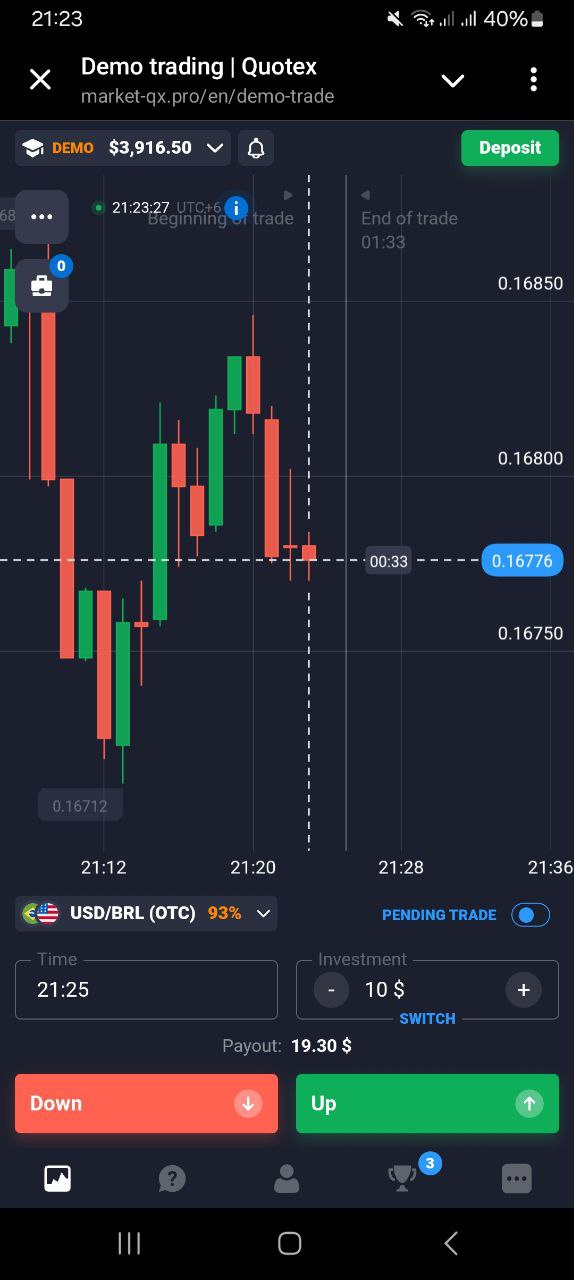 21:23
40%
Demo trading | Quotex
market-qx.pro/en/demo-trade
DEMO $3,916.50
Deposit
68
21:23:27 UTC+6
i
Beginning of trade
End of trade
01:33
0
0.16850
0.16800
00:33
0.16776
0.16750
0.16712
21:12 21:20 21:28 21:36
USD/BRL (OTC) 93%
PENDING TRADE
Time
21:25
Investment
- 10 $ +
SWITCH
Payout: 19.30 $
Down
Up
?
3